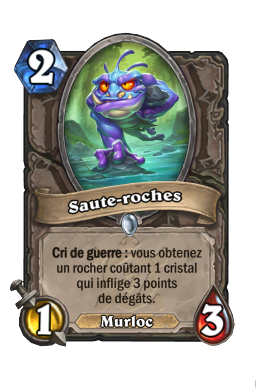 2
Saute-roches
Cri de guerre : vous obtenez
un rocher coûtant 1 cristal
qui inflige 3 points
de dégâts.
1
Murloc
3